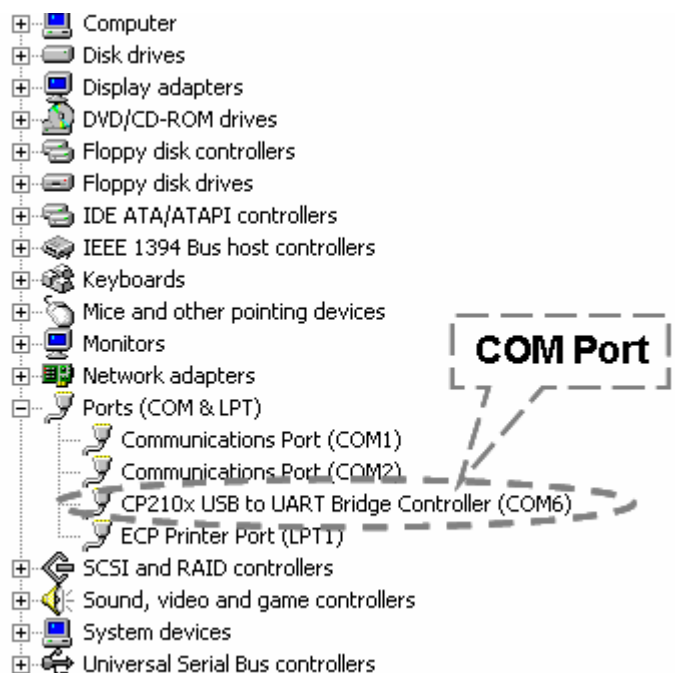 Computer
Disk drives
Display adapters
DVD/CD-ROM drives
Floppy disk controllers
Floppy disk drives
IDE ATA/ATAPI controllers
IEEE 1394 Bus host controllers
Keyboards
Mice and other pointing devices
Monitors
COM Port
Network adapters
Ports (COM & LPT)
Communications Port (COM1)
Communications Port (COM2)
CP210x USB to UART Bridge Controller (COM6)
ECP Printer Port (LPT1)
SCSI and RAID controllers
Sound, video and game controllers
System devices
Universal Serial Bus controllers